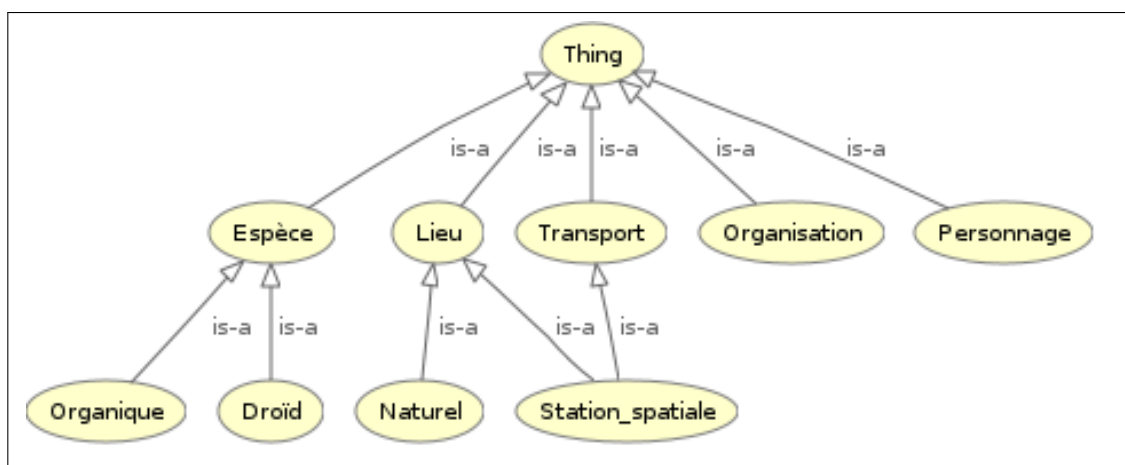 Thing
is-a is-a is-a is-a is-a
Espèce Lieu Transport Organisation Personnage
is-a is-a is-a is-a is-a
Organique Droïd Naturel Station_spatiale